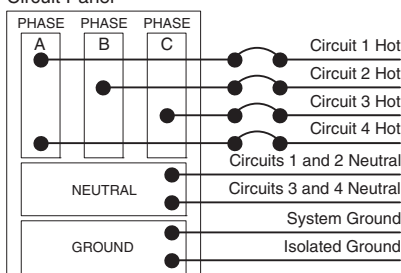 Circuit Panel
PHASE PHASE PHASE
A B C
Circuit 1 Hot
Circuit 2 Hot
Circuit 3 Hot
Circuit 4 Hot
Circuits 1 and 2 Neutral
NEUTRAL
Circuits 3 and 4 Neutral
System Ground
GROUND
Isolated Ground